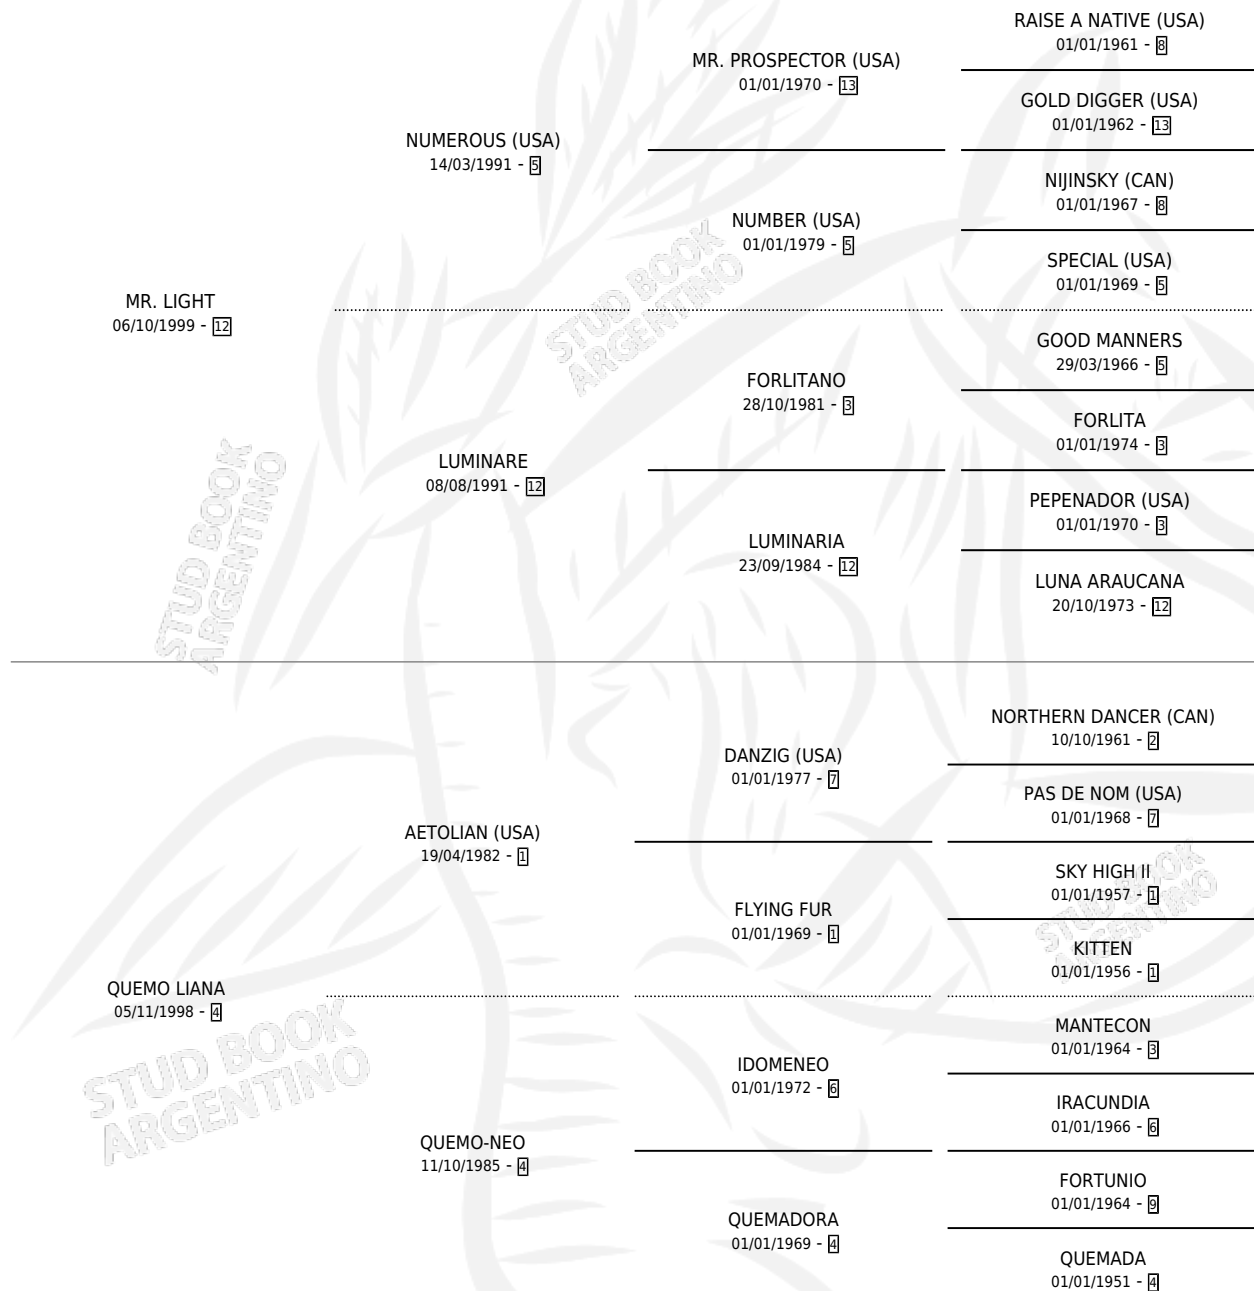 RAISE A NATIVE (USA)
01/01/1961 - 8
MR. PROSPECTOR (USA)
01/01/1970 - 13
GOLD DIGGER (USA)
01/01/1962 - 13
NUMEROUS (USA)
14/03/1991 - 5
NIJINSKY (CAN)
01/01/1967 - 8
NUMBER (USA)
01/01/1979 - 5
SPECIAL (USA)
01/01/1969 - 5
MR. LIGHT
06/10/1999 - 12
GOOD MANNERS
29/03/1966 - 5
FORLITANO
28/10/1981 - 3
FORLITA
01/01/1974 - 3
LUMINARE
08/08/1991 - 12
PEPENADOR (USA)
01/01/1970 - 3
LUMINARIA
23/09/1984 - 12
LUNA ARAUCANA
20/10/1973 - 12
NORTHERN DANCER (CAN)
10/10/1961 - 2
DANZIG (USA)
01/01/1977 - 7
PAS DE NOM (USA)
01/01/1968 - 7
AETOLIAN (USA)
19/04/1982 - 1
SKY HIGH II
01/01/1957 - 1
FLYING FUR
01/01/1969 - 1
KITTEN
01/01/1956 - 1
QUEMO LIANA
05/11/1998 - 4
MANTECON
01/01/1964 - 3
IDOMENEO
01/01/1972 - 6
IRACUNDIA
01/01/1966 - 6
QUEMO-NEO
11/10/1985 - 4
FORTUNIO
01/01/1964 - 9
QUEMADORA
01/01/1969 - 4
QUEMADA
01/01/1951 - 4
STUD BOOK
ARGENTINO
STUD BOOK
ARGENTINO
STUD BOOK
ARGENTINO
STUD BOOK
ARGENTINO